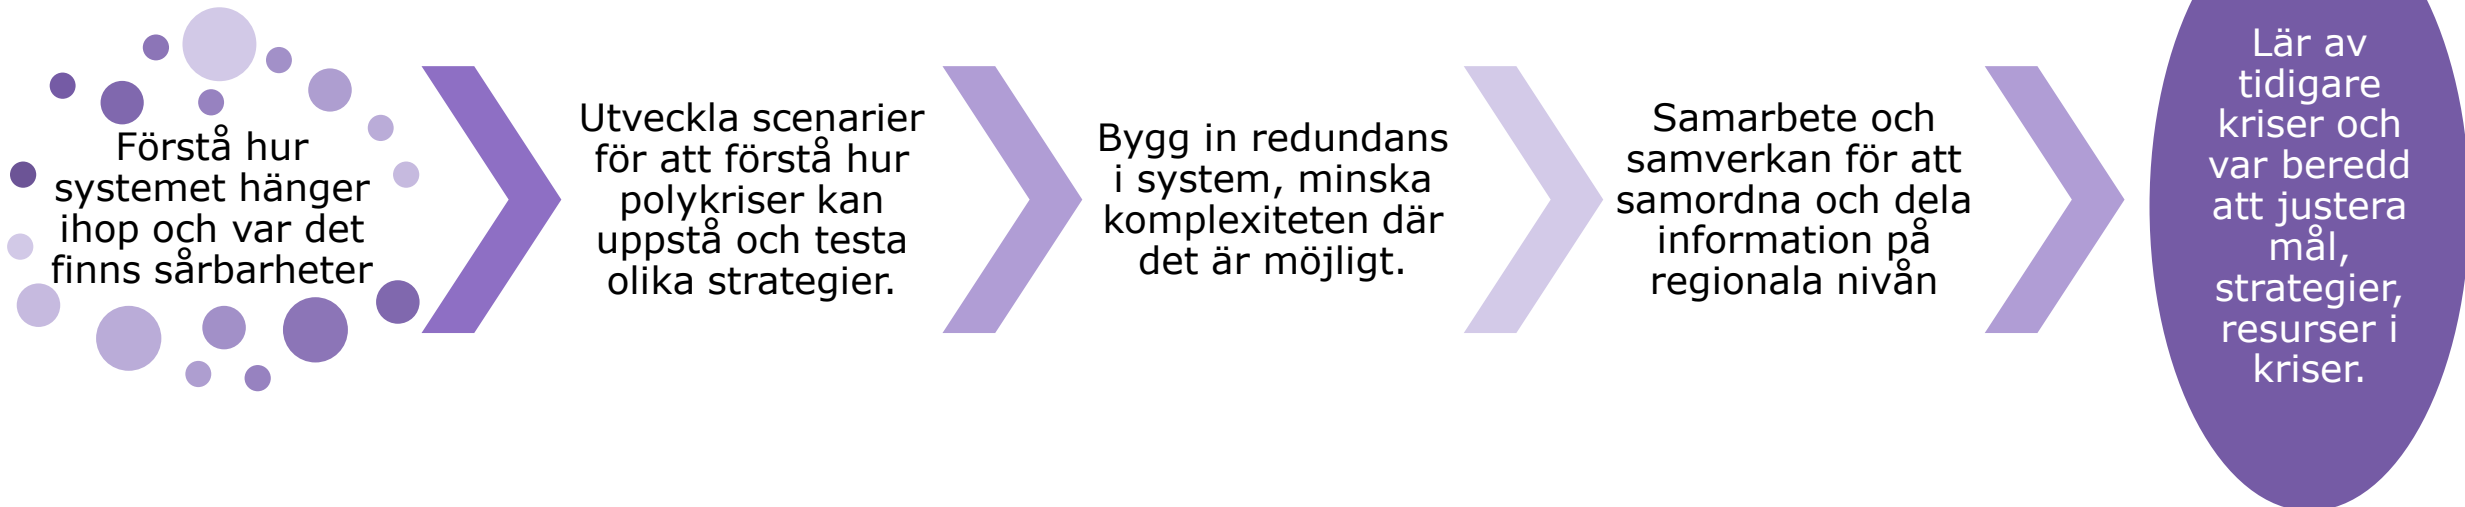 Förstå hur
systemet hänger
ihop och var det
finns sårbarheter
Utveckla scenarier
för att förstå hur
polykriser kan
uppstå och testa
olika strategier.
Bygg in redundans
i system, minska
komplexiteten där
det är möjligt.
Samarbete och
samverkan för att
samordna och dela
information på
regionala nivån
Lär av
tidigare
kriser och
var beredd
att justera
mål,
strategier,
resurser i
kriser.